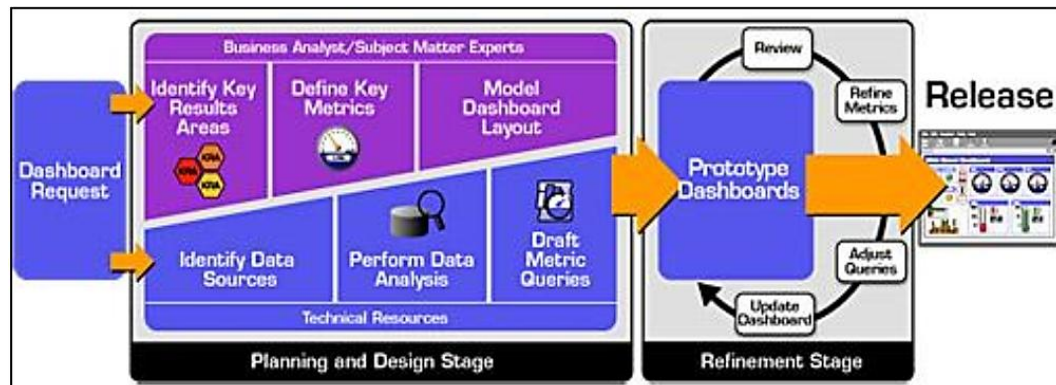 Dashboard
Request
Business Analyst/Subject Matter Experts
Identify Key
Results
Areas
KRA
KRA
KRA
Define Key
Metrics
Model
Dashboard
Layout
Identify Data
Sources
Perform Data
Analysis
Draft
Metric
Queries
Technical Resources
Planning and Design Stage
Prototype
Dashboards
Review
Refine
Metrics
Adjust
Queries
Update
Dashboard
Refinement Stage
Release